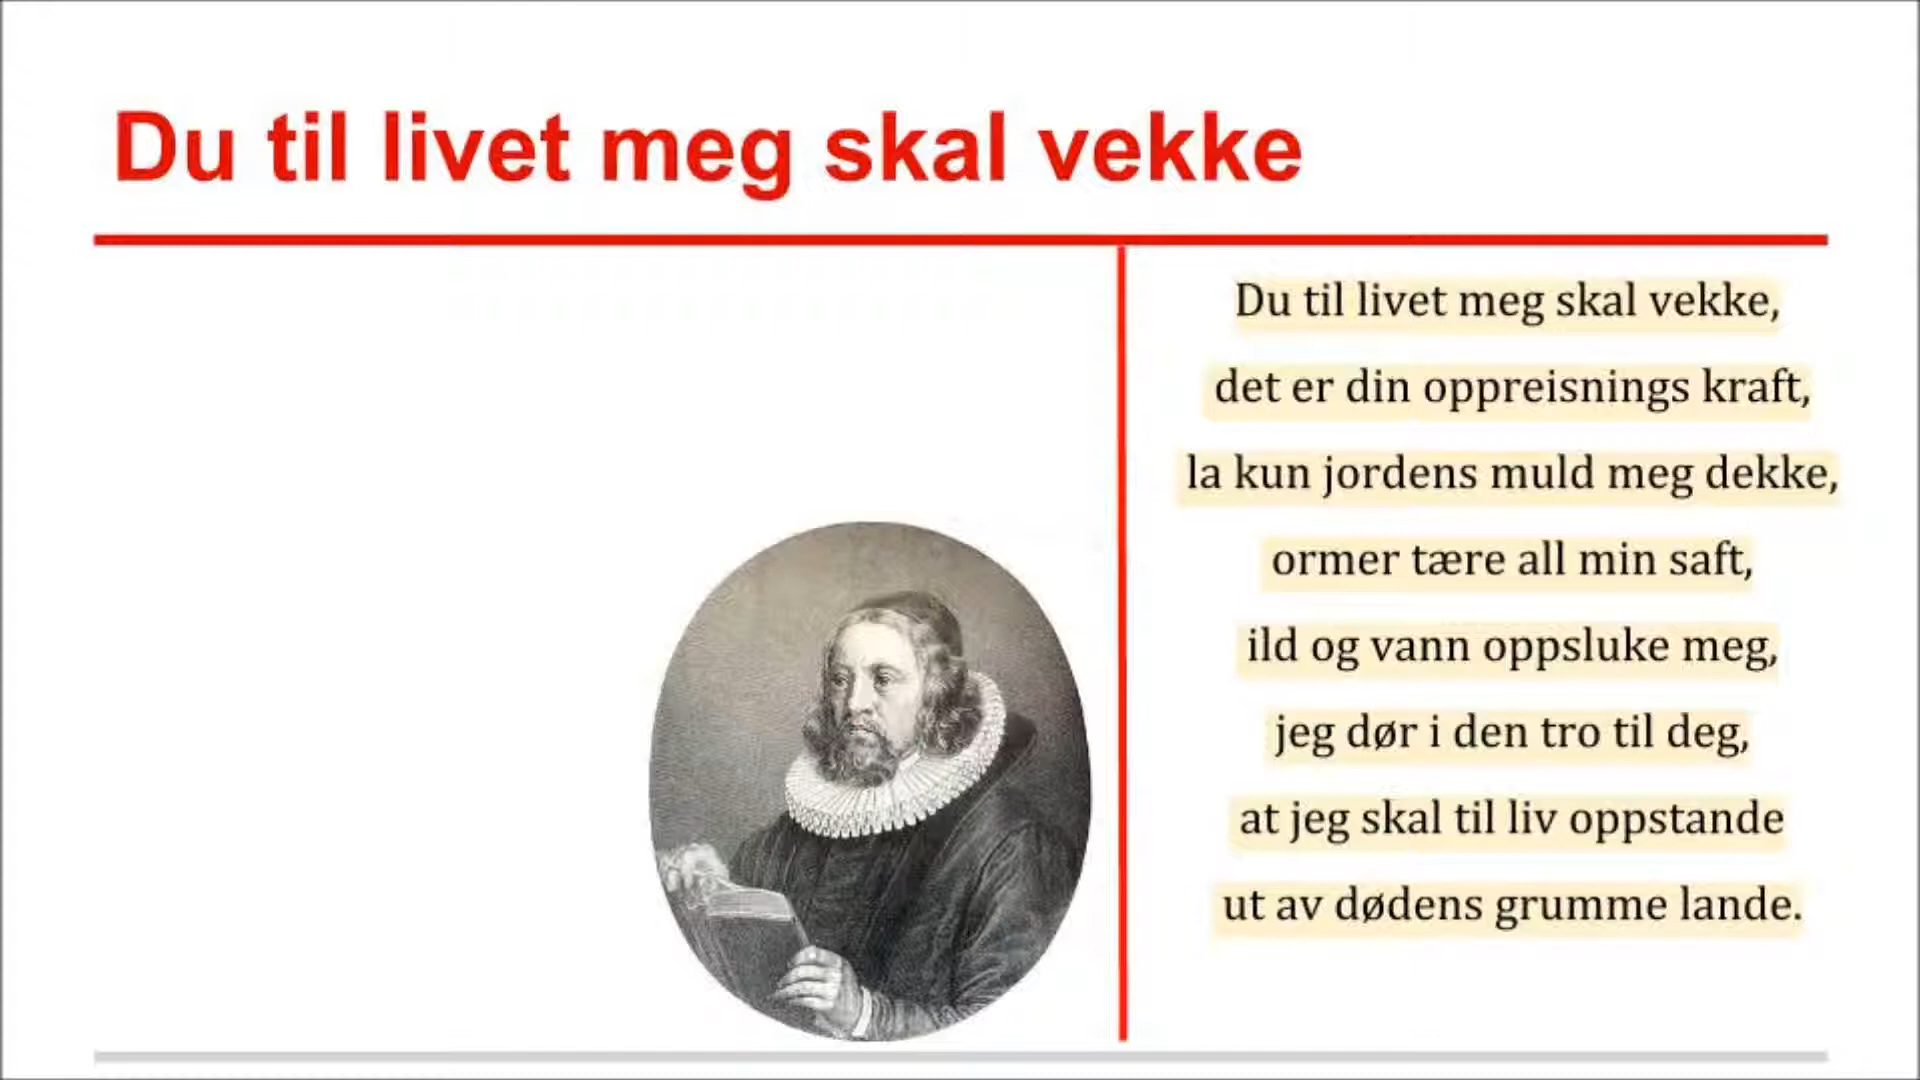 Du til livet meg skal vekke
Du til livet meg skal vekke,
det er din oppreisnings kraft,
la kun jordens muld meg dekke,
ormer tære all min saft,
ild og vann oppsluke meg,
jeg dør i den tro til deg,
at jeg skal til liv oppstande
ut av dødens grumme lande.